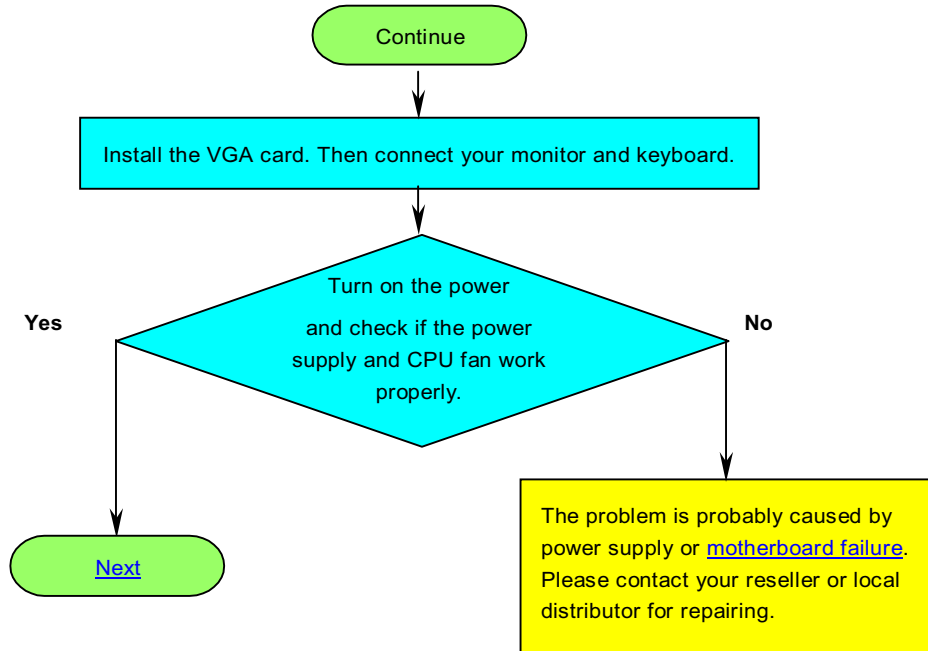 Continue
Install the VGA card. Then connect your monitor and keyboard.
Turn on the power
and check if the power
supply and CPU fan work
properly.
Yes
No
Next
The problem is probably caused by
power supply or motherboard failure.
Please contact your reseller or local
distributor for repairing.